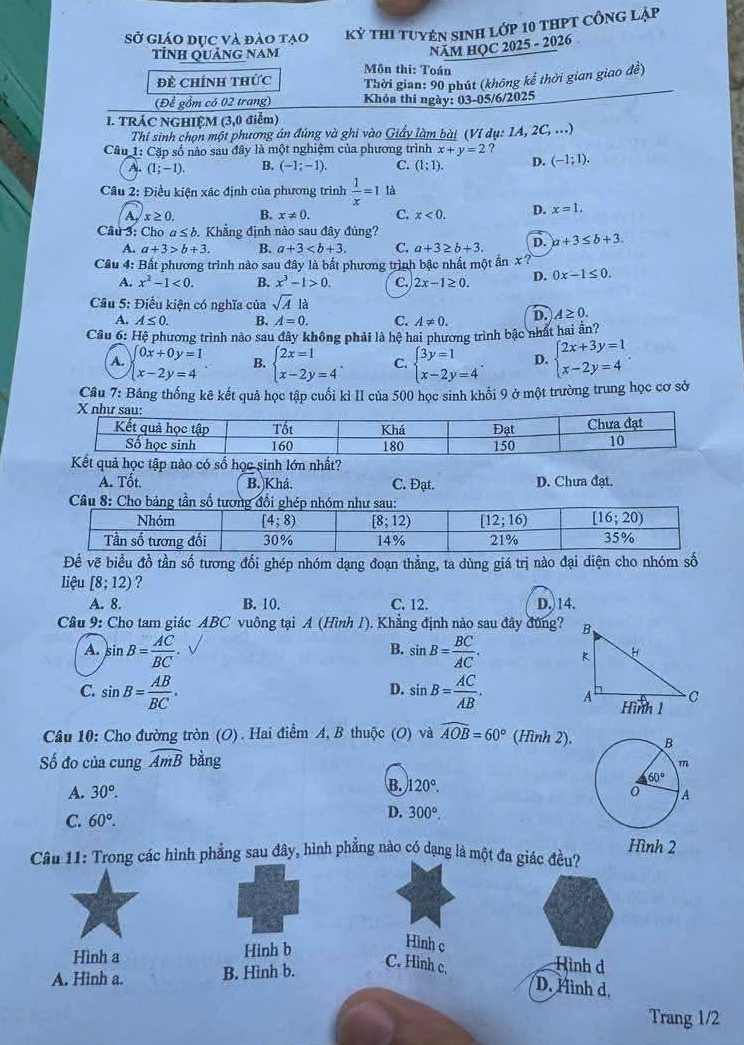 SỞ GIÁO DỤC VÀ ĐÀO TẠO
TỈNH QUẢNG NAM
ĐỀ CHÍNH THỨC
(Đề gồm có 02 trang)
KỲ THI TUYỂN SINH LỚP 10 THPT CÔNG LẬP
NĂM HỌC 2025 - 2026
Môn thi: Toán
Thời gian: 90 phút (không kể thời gian giao đề)
Khóa thi ngày: 03-05/6/2025
I. TRẮC NGHIỆM (3,0 điểm)
Thí sinh chọn một phương án đúng và ghi vào Giấy làm bài (Ví dụ: 1A, 2C, …)
Câu 1: Cặp số nào sau đây là một nghiệm của phương trình x + y = 2 ?
A. (1; −1). B. (−1; −1). C. (1; 1). D. (−1; 1).
Câu 2: Điều kiện xác định của phương trình 1/x = 1 là
A. x ≥ 0. B. x ≠ 0. C. x < 0. D. x = 1.
Câu 3: Cho a ≤ b. Khẳng định nào sau đây đúng?
A. a + 3 > b + 3. B. a + 3 < b + 3. C. a + 3 ≥ b + 3. D. a + 3 ≤ b + 3.
Câu 4: Bất phương trình nào sau đây là bất phương trình bậc nhất một ẩn x ?
A. x² − 1 < 0. B. x³ − 1 > 0. C. 2x − 1 ≥ 0. D. 0x − 1 ≤ 0.
Câu 5: Điều kiện có nghĩa của √A là
A. A ≤ 0. B. A = 0. C. A ≠ 0. D. A ≥ 0.
Câu 6: Hệ phương trình nào sau đây không phải là hệ hai phương trình bậc nhất hai ẩn?
A. {0x + 0y = 1 B. {2x = 1 C. {3y = 1 D. {2x + 3y = 1
x − 2y = 4 . x − 2y = 4 . x − 2y = 4 . x − 2y = 4 .
Câu 7: Bảng thống kê kết quả học tập cuối kì II của 500 học sinh khối 9 ở một trường trung học cơ sở
X như sau:
Kết quả học tập Tốt Khá Đạt Chưa đạt
Số học sinh 160 180 150 10
Kết quả học tập nào có số học sinh lớn nhất?
A. Tốt. B. Khá. C. Đạt. D. Chưa đạt.
Câu 8: Cho bảng tần số tương đối ghép nhóm như sau:
Nhóm [4; 8) [8; 12) [12; 16) [16; 20)
Tần số tương đối 30% 14% 21% 35%
Để vẽ biểu đồ tần số tương đối ghép nhóm dạng đoạn thẳng, ta dùng giá trị nào đại diện cho nhóm số
liệu [8; 12) ?
A. 8. B. 10. C. 12. D. 14.
Câu 9: Cho tam giác ABC vuông tại A (Hình 1). Khẳng định nào sau đây đúng?
A. sin B = AC/BC. B. sin B = BC/AC.
C. sin B = AB/BC. D. sin B = AC/AB.
B
K H
A Đ C
Hình 1
Câu 10: Cho đường tròn (O). Hai điểm A, B thuộc (O) và AOB = 60° (Hình 2).
Số đo của cung AmB bằng
A. 30°. B. 120°.
C. 60°. D. 300°.
B
m
60°
O A
Hình 2
Câu 11: Trong các hình phẳng sau đây, hình phẳng nào có dạng là một đa giác đều?
Hình a Hình b Hình c Hình d
A. Hình a. B. Hình b. C. Hình c. D. Hình d.
Trang 1/2